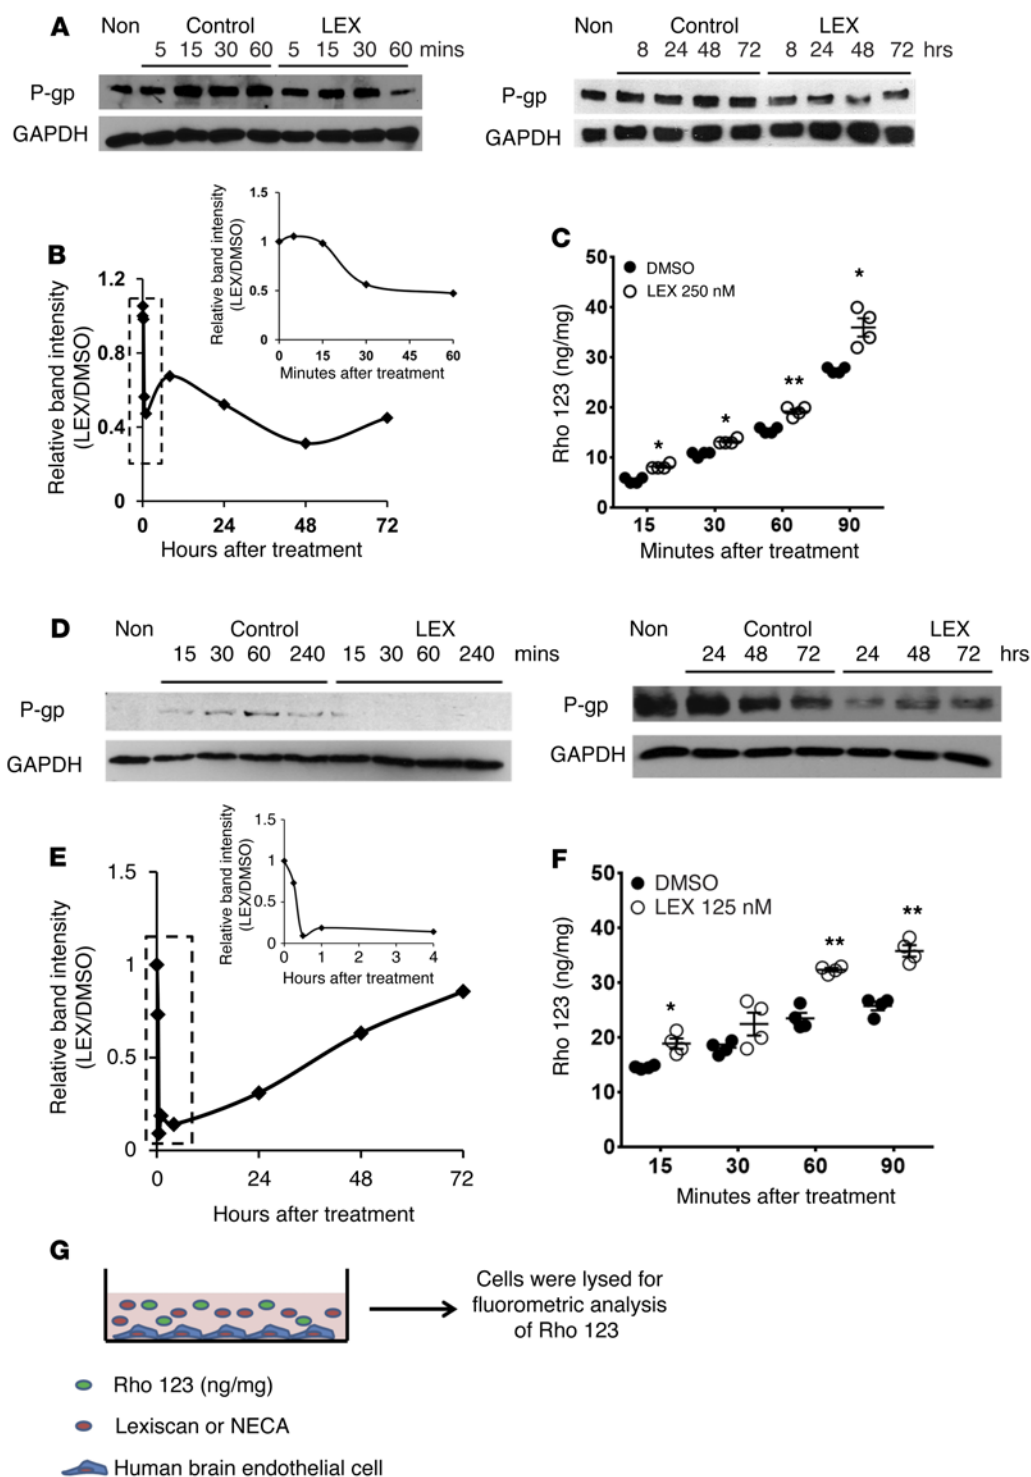 A
Non Control LEX
5 15 30 60 5 15 30 60 mins
P-gp
GAPDH
Non Control LEX
8 24 48 72 8 24 48 72 hrs
P-gp
GAPDH
B
Relative band intensity
(LEX/DMSO)
1.2
0.8
0.4
0
0 24 48 72
Hours after treatment
Relative band intensity
(LEX/DMSO)
1.5
1
0.5
0
0 15 30 45 60
Minutes after treatment
C
Rho 123 (ng/mg)
50
40
30
20
10
0
DMSO
LEX 250 nM
* * ** *
15 30 60 90
Minutes after treatment
D
Non Control LEX
15 30 60 240 15 30 60 240 mins
P-gp
GAPDH
Non Control LEX
24 48 72 24 48 72 hrs
P-gp
GAPDH
E
Relative band intensity
(LEX/DMSO)
1.5
1
0.5
0
0 24 48 72
Hours after treatment
Relative band intensity
(LEX/DMSO)
1.5
1
0.5
0
0 1 2 3 4
Hours after treatment
F
Rho 123 (ng/mg)
50
40
30
20
10
0
DMSO
LEX 125 nM
* ** **
15 30 60 90
Minutes after treatment
G
Cells were lysed for
fluorometric analysis
of Rho 123
Rho 123 (ng/mg)
Lexiscan or NECA
Human brain endothelial cell